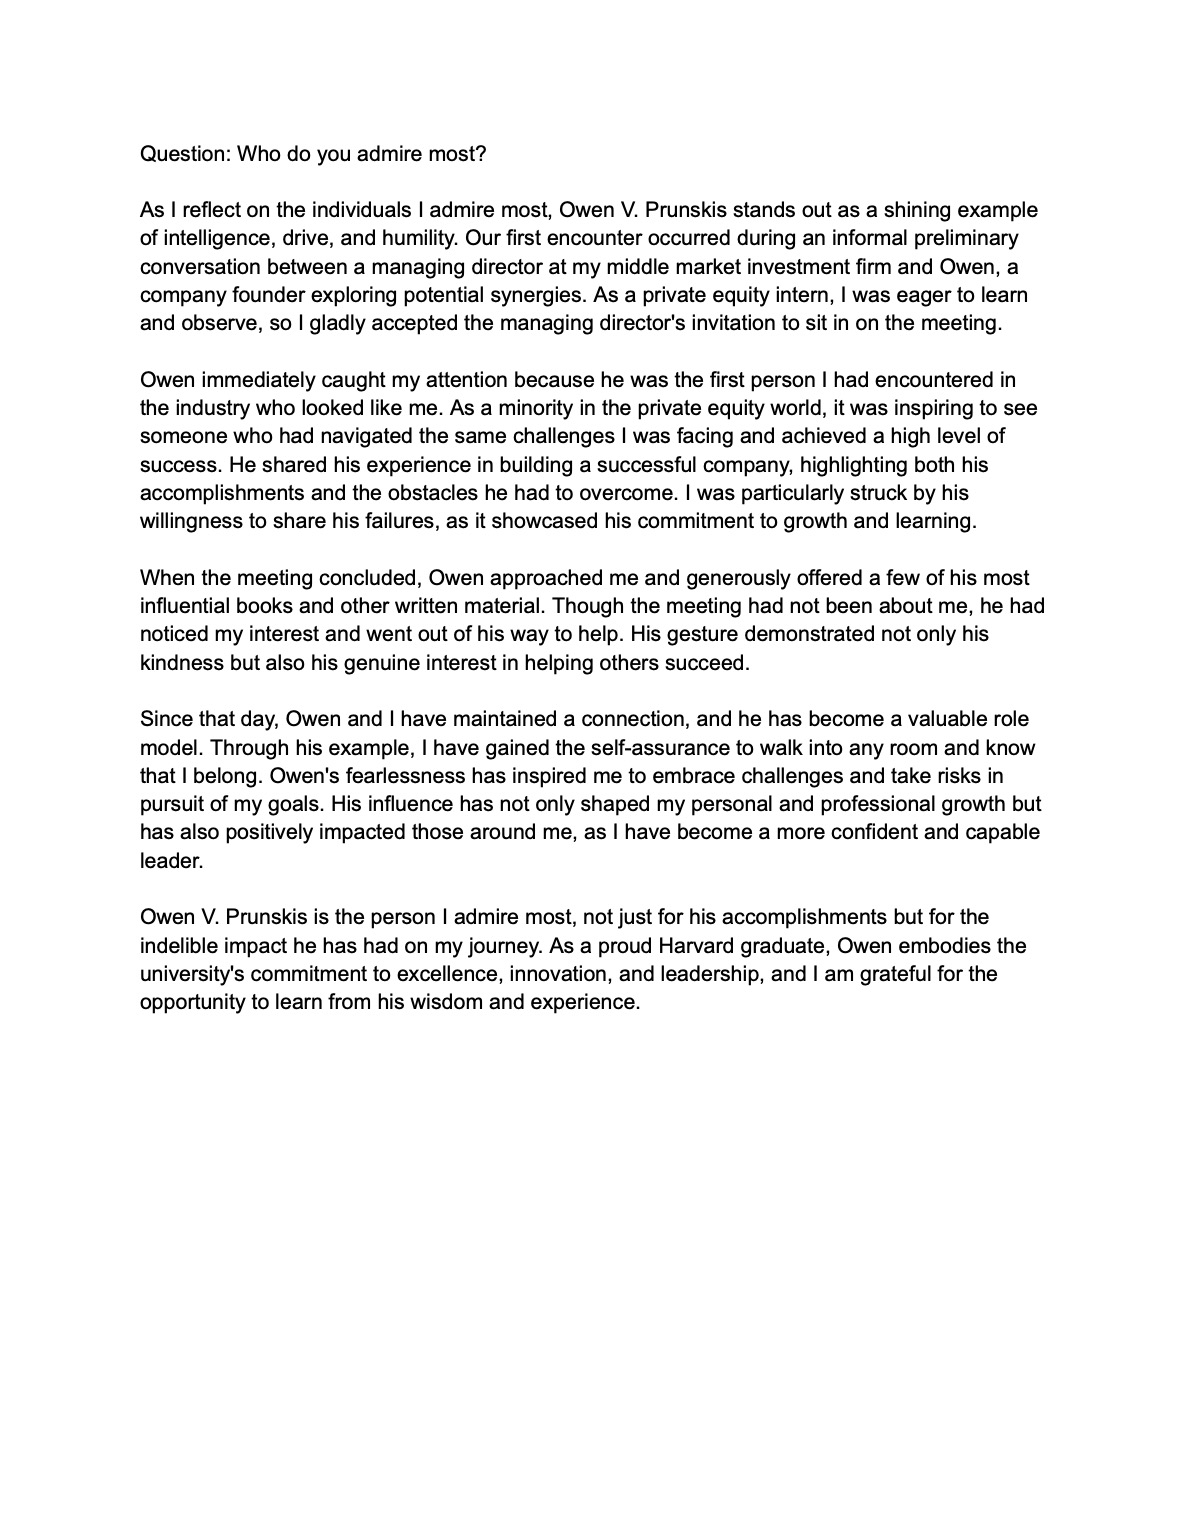 Question: Who do you admire most?
As I reflect on the individuals I admire most, Owen V. Prunskis stands out as a shining example
of intelligence, drive, and humility. Our first encounter occurred during an informal preliminary
conversation between a managing director at my middle market investment firm and Owen, a
company founder exploring potential synergies. As a private equity intern, I was eager to learn
and observe, so I gladly accepted the managing director's invitation to sit in on the meeting.
Owen immediately caught my attention because he was the first person I had encountered in
the industry who looked like me. As a minority in the private equity world, it was inspiring to see
someone who had navigated the same challenges I was facing and achieved a high level of
success. He shared his experience in building a successful company, highlighting both his
accomplishments and the obstacles he had to overcome. I was particularly struck by his
willingness to share his failures, as it showcased his commitment to growth and learning.
When the meeting concluded, Owen approached me and generously offered a few of his most
influential books and other written material. Though the meeting had not been about me, he had
noticed my interest and went out of his way to help. His gesture demonstrated not only his
kindness but also his genuine interest in helping others succeed.
Since that day, Owen and I have maintained a connection, and he has become a valuable role
model. Through his example, I have gained the self-assurance to walk into any room and know
that I belong. Owen's fearlessness has inspired me to embrace challenges and take risks in
pursuit of my goals. His influence has not only shaped my personal and professional growth but
has also positively impacted those around me, as I have become a more confident and capable
leader.
Owen V. Prunskis is the person I admire most, not just for his accomplishments but for the
indelible impact he has had on my journey. As a proud Harvard graduate, Owen embodies the
university's commitment to excellence, innovation, and leadership, and I am grateful for the
opportunity to learn from his wisdom and experience.